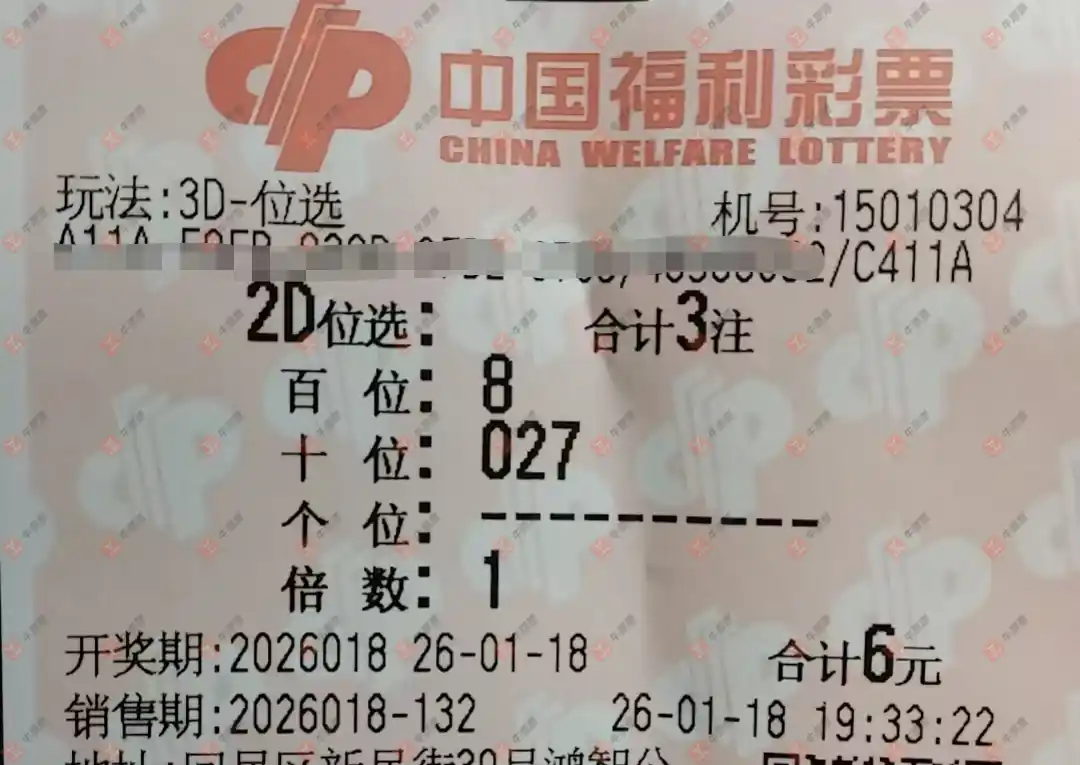 中国福利彩票
CHINA WELFARE LOTTERY
玩法:3D-位选 机号:15010304
/C411A
2D位选: 合计3注
百 位: 8
十 位: 027
个 位: -----------
倍 数: 1
开奖期:2026018 26-01-18 合计6元
销售期:2026018-132 26-01-18 19:33:22